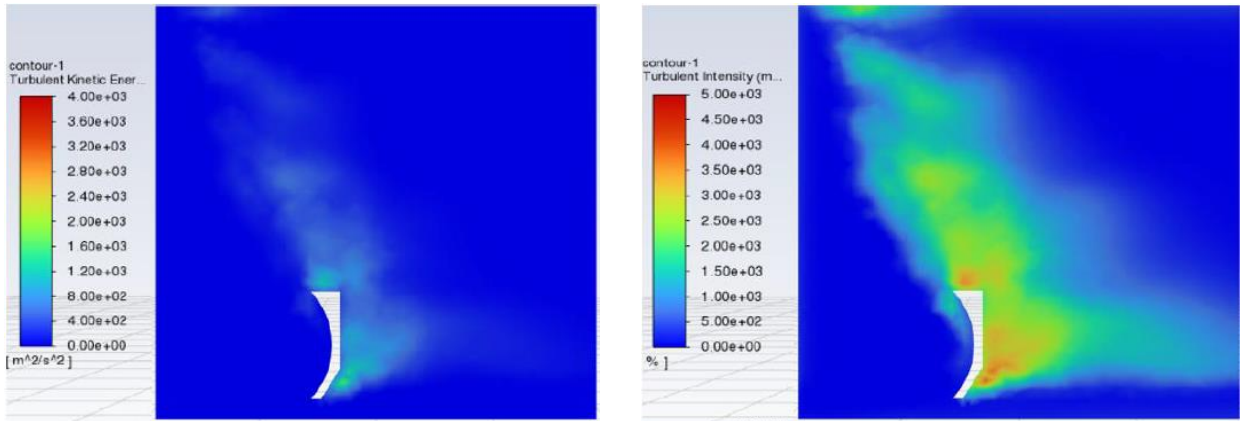 contour-1
Turbulent Kinetic Ener...
4.00e+03
3.60e+03
3.20e+03
2.80e+03
2.40e+03
2.00e+03
1.60e+03
1.20e+03
8.00e+02
4.00e+02
0.00e+00
[ m^2/s^2 ]
contour-1
Turbulent Intensity (m...
5.00e+03
4.50e+03
4.00e+03
3.50e+03
3.00e+03
2.50e+03
2.00e+03
1.50e+03
1.00e+03
5.00e+02
0.00e+00
% ]